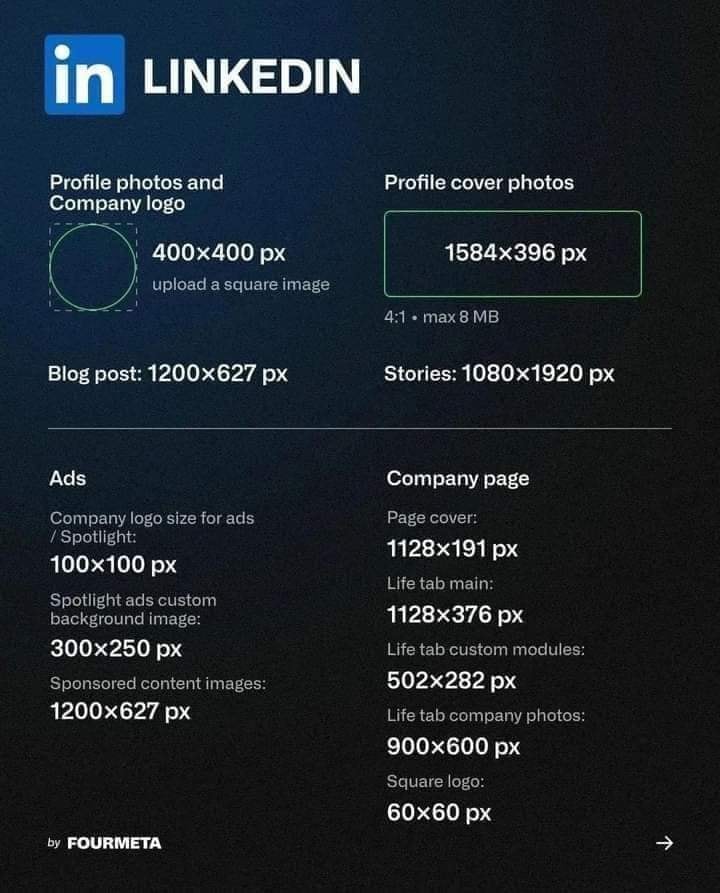 in LINKEDIN
Profile photos and
Company logo
400×400 px
upload a square image
Profile cover photos
1584×396 px
4:1 • max 8 MB
Blog post: 1200×627 px
Stories: 1080×1920 px
Ads
Company logo size for ads
/ Spotlight:
100×100 px
Spotlight ads custom
background image:
300×250 px
Sponsored content images:
1200×627 px
Company page
Page cover:
1128×191 px
Life tab main:
1128×376 px
Life tab custom modules:
502×282 px
Life tab company photos:
900×600 px
Square logo:
60×60 px
by FOURMETA
→